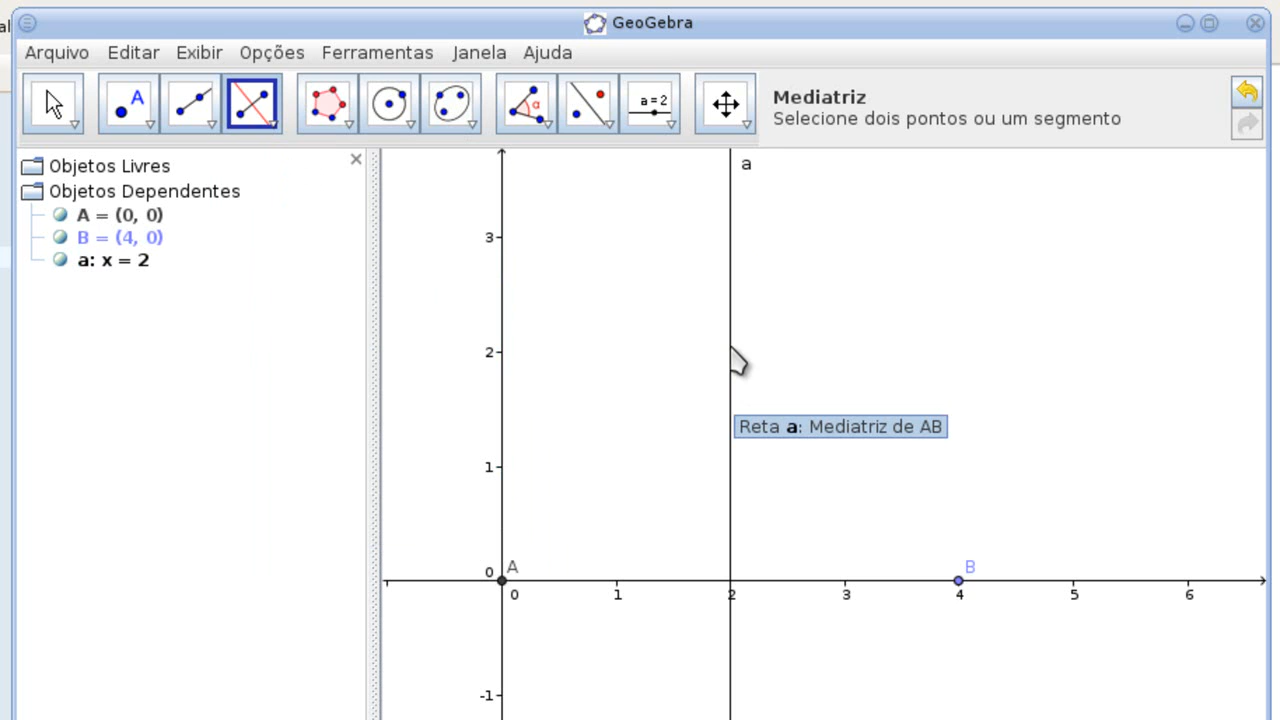 GeoGebra
al
Arquivo Editar Exibir Opções Ferramentas Janela Ajuda
A
α
a=2
Mediatriz
Selecione dois pontos ou um segmento
Objetos Livres
Objetos Dependentes
A = (0, 0)
B = (4, 0)
a: x = 2
a
3
2
Reta a: Mediatriz de AB
1
0
A
B
0 1 2 3 4 5 6
-1